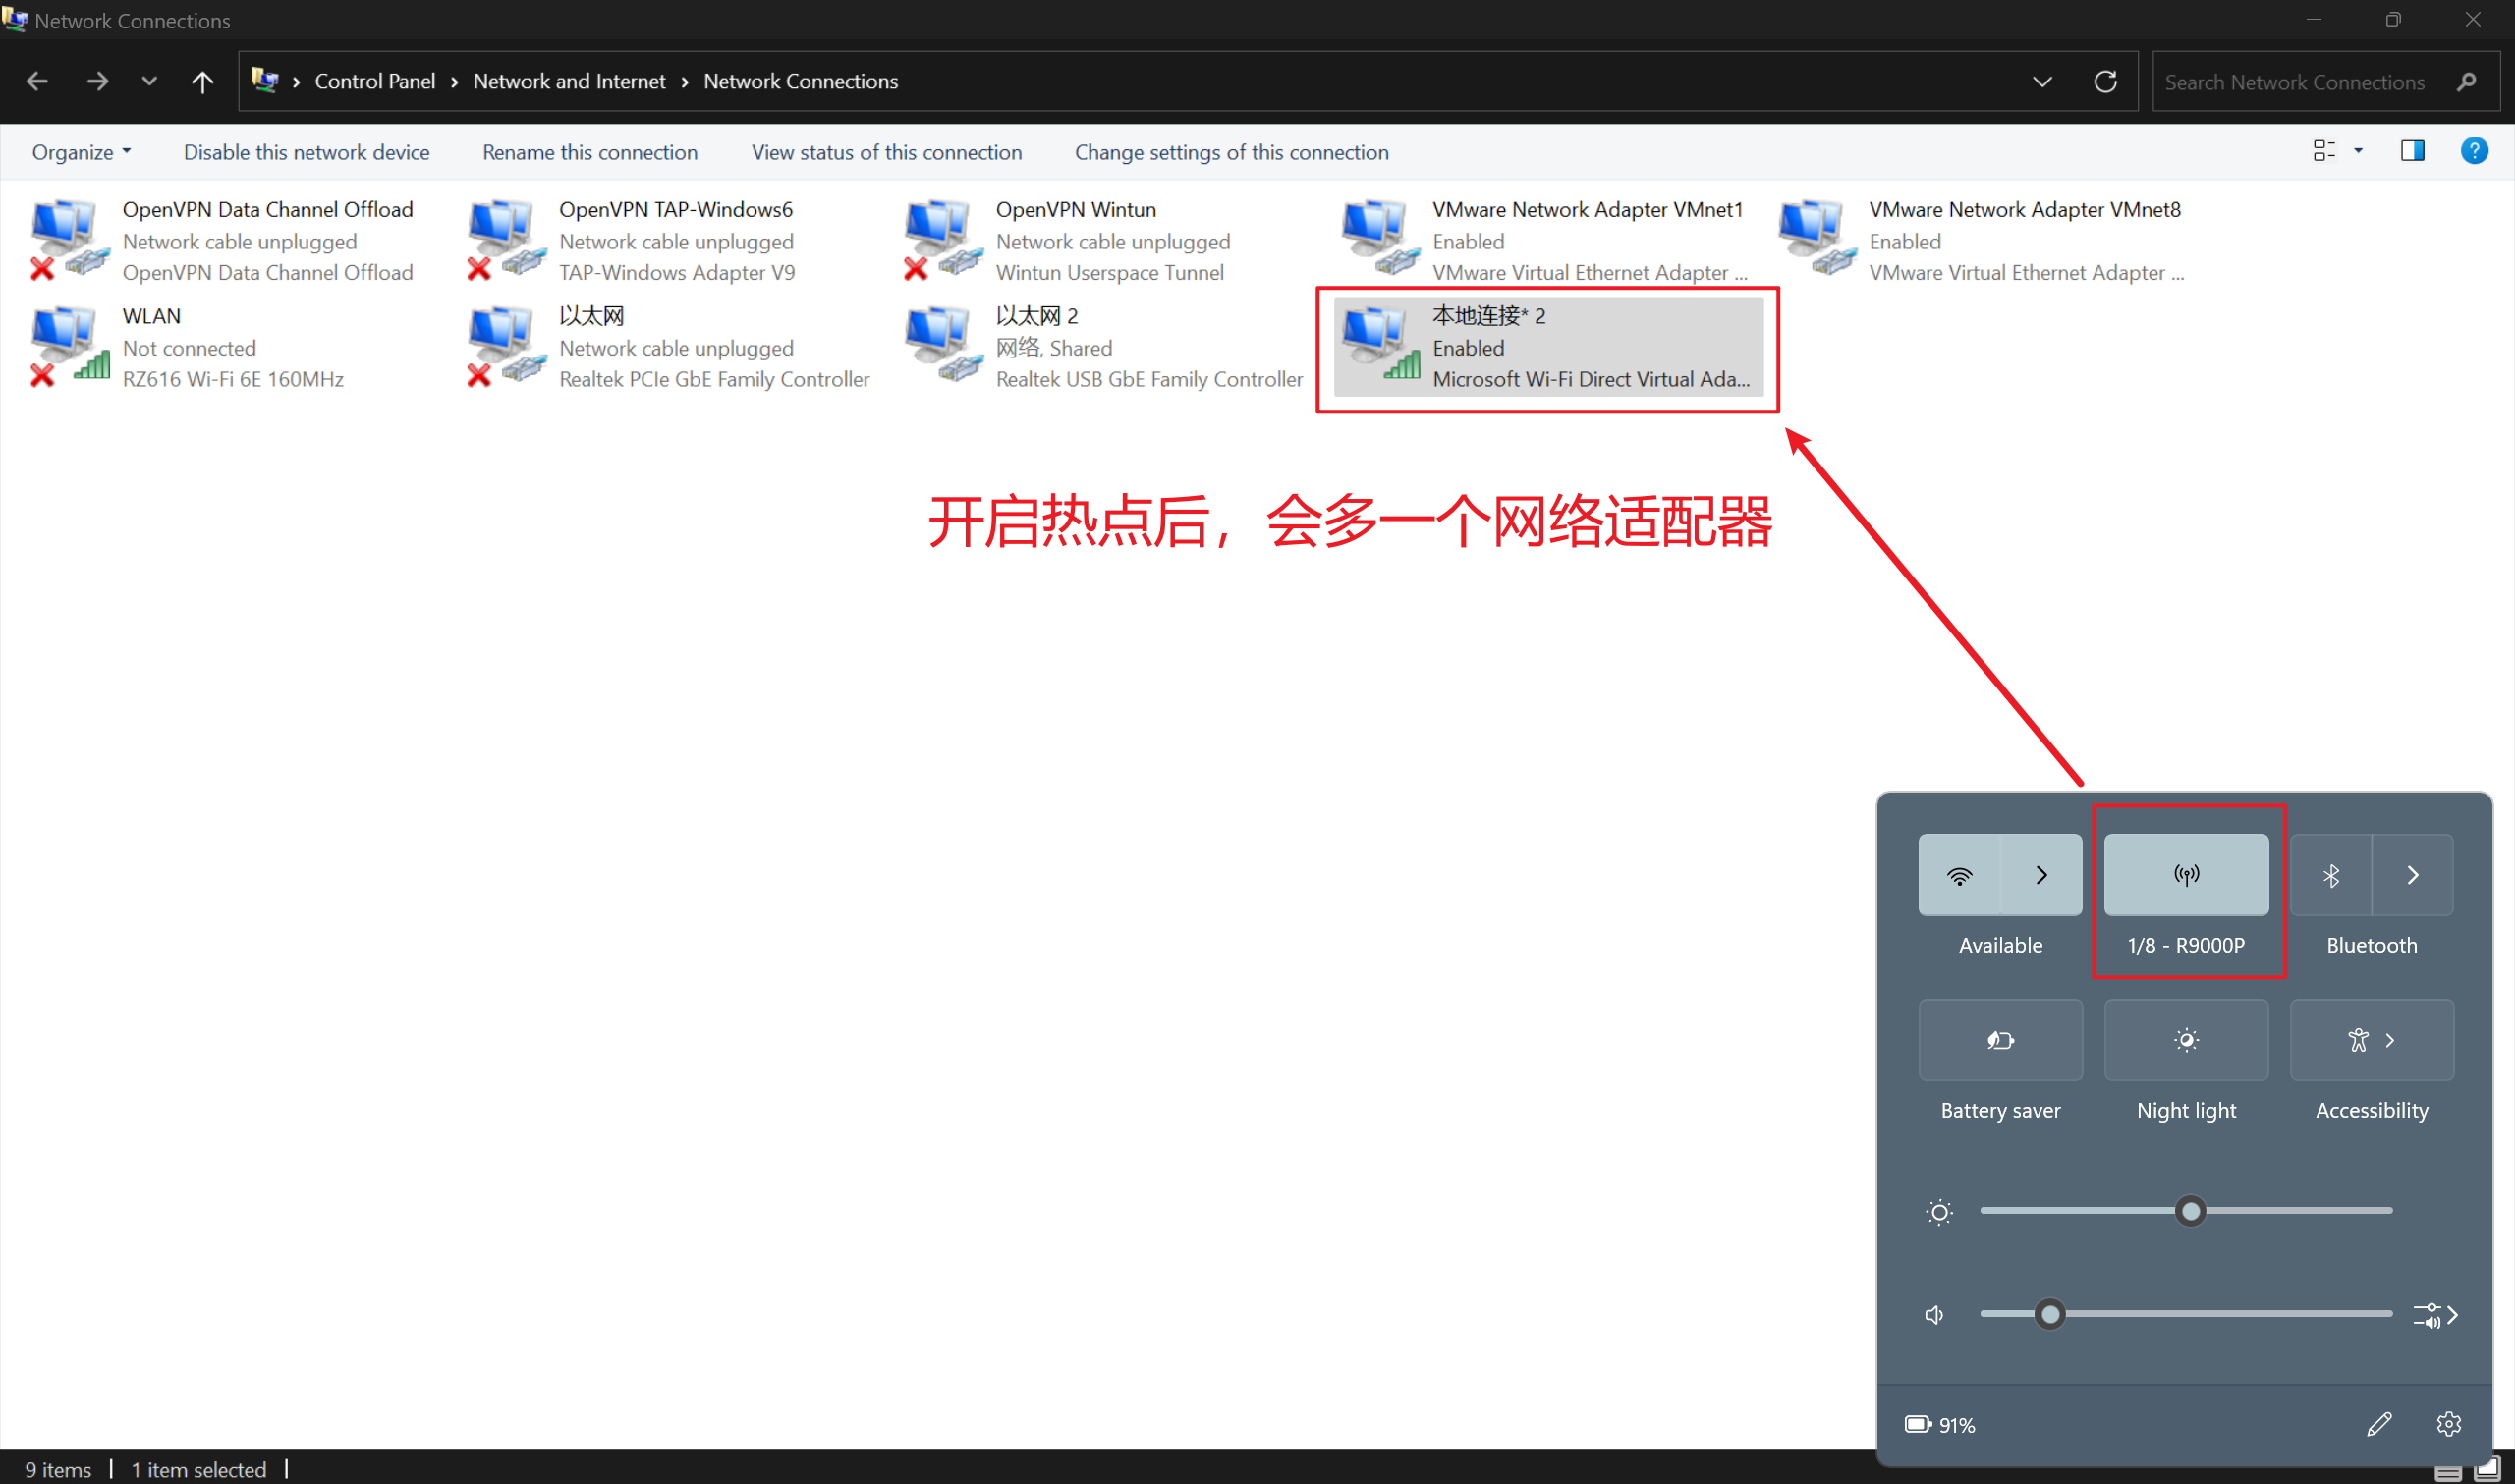 Network Connections
Control Panel
Network and Internet
Network Connections
Search Network Connections
Organize
Disable this network device
Rename this connection
View status of this connection
Change settings of this connection
OpenVPN Data Channel Offload
Network cable unplugged
OpenVPN Data Channel Offload
OpenVPN TAP-Windows6
Network cable unplugged
TAP-Windows Adapter V9
OpenVPN Wintun
Network cable unplugged
Wintun Userspace Tunnel
VMware Network Adapter VMnet1
Enabled
VMware Virtual Ethernet Adapter ...
VMware Network Adapter VMnet8
Enabled
VMware Virtual Ethernet Adapter ...
WLAN
Not connected
RZ616 Wi-Fi 6E 160MHz
以太网
Network cable unplugged
Realtek PCIe GbE Family Controller
以太网 2
网络, Shared
Realtek USB GbE Family Controller
本地连接* 2
Enabled
Microsoft Wi-Fi Direct Virtual Ada...
开启热点后，会多一个网络适配器
Available
1/8 - R9000P
Bluetooth
Battery saver
Night light
Accessibility
91%
9 items
1 item selected